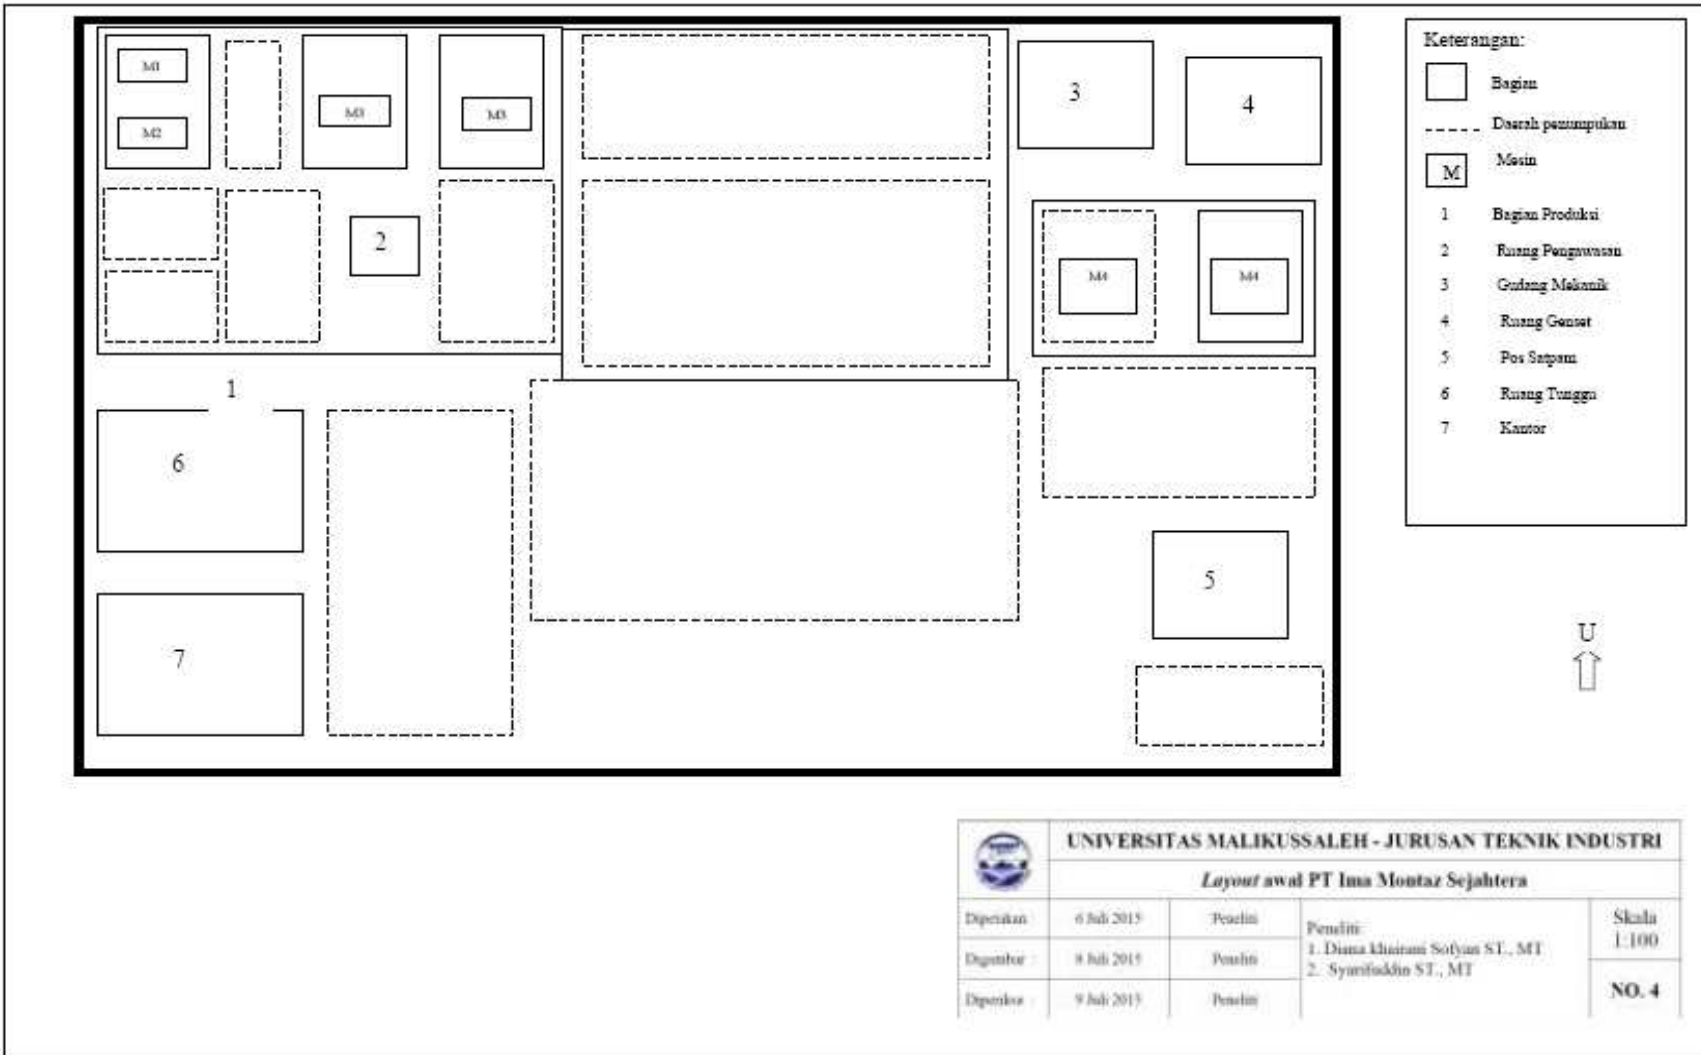 M1
M2
M3
M3
3
4
2
M4
M4
1
6
5
7
Keterangan:
Bagian
Daerah penumpukan
M Mesin
1 Bagian Produksi
2 Ruang Pengawasan
3 Gudang Mekanik
4 Ruang Genset
5 Pos Satpam
6 Ruang Tunggu
7 Kantor
U
UNIVERSITAS MALIKUSSALEH - JURUSAN TEKNIK INDUSTRI
Layout awal PT Ima Montaz Sejahtera
Dipetakan 6 Juli 2015 Peneliti
Digambar : 8 Juli 2015 Peneliti
Diperiksa : 9 Juli 2015 Peneliti
Peneliti:
1. Diana khairani Sofyan ST., MT
2. Syarifuddin ST., MT
Skala
1:100
NO. 4